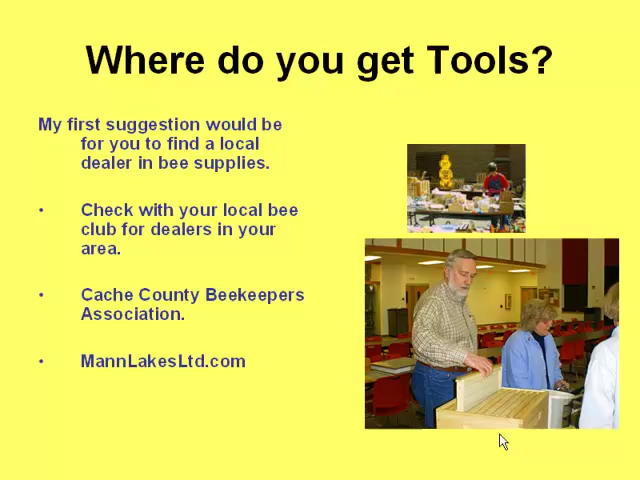 Where do you get Tools?
My first suggestion would be
for you to find a local
dealer in bee supplies.
• Check with your local bee
club for dealers in your
area.
• Cache County Beekeepers
Association.
• MannLakesLtd.com